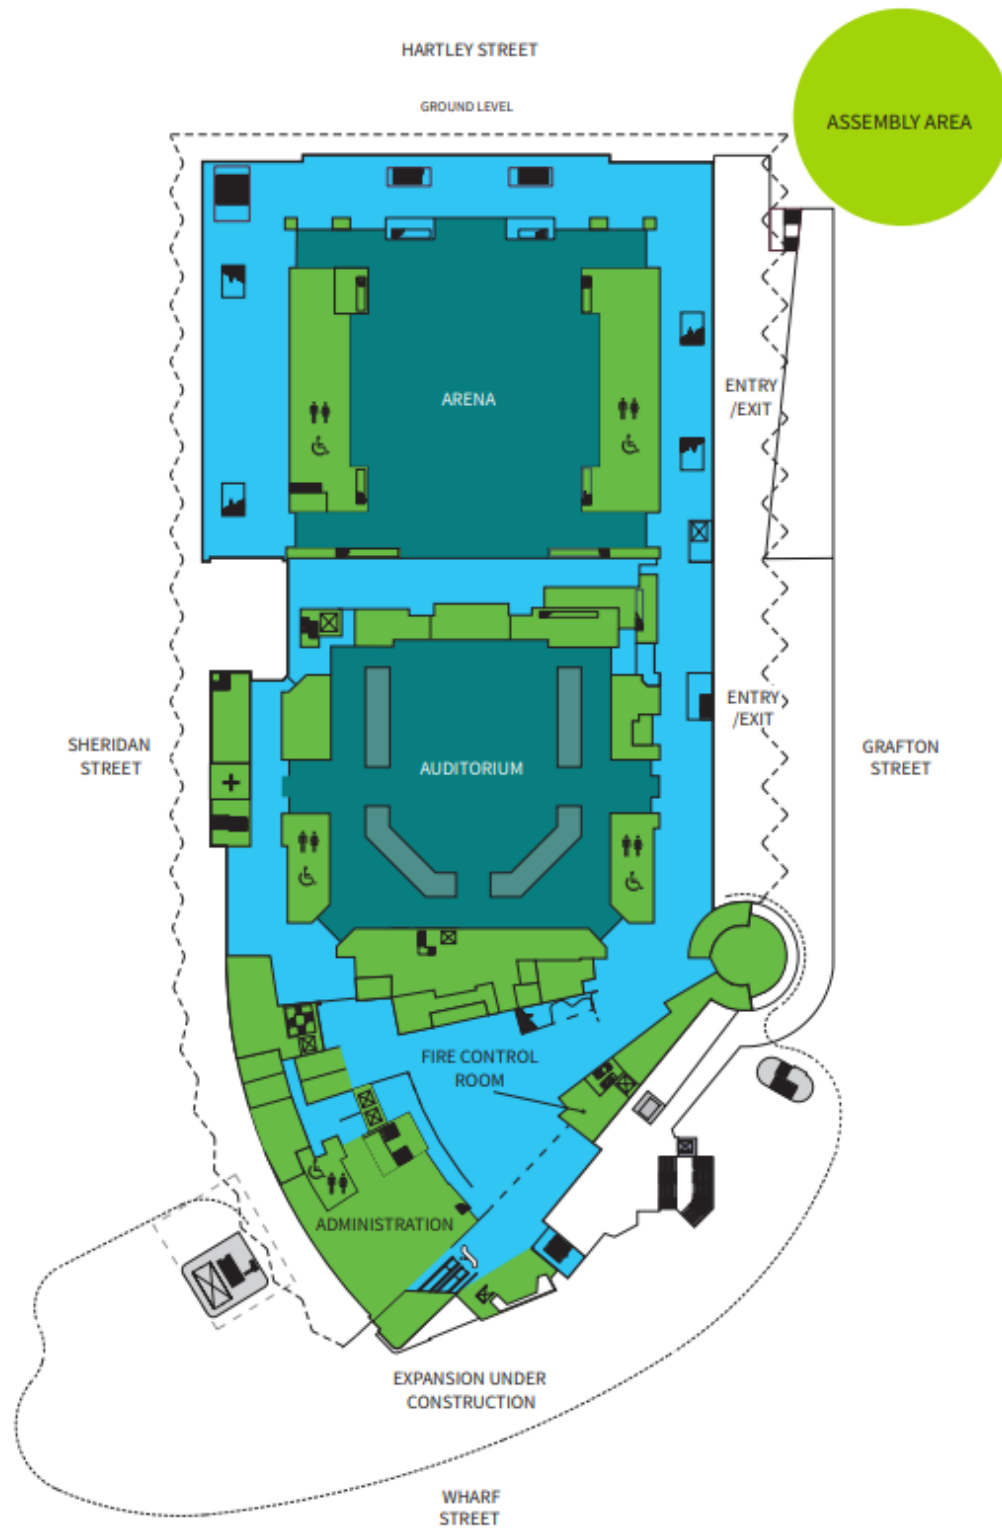 HARTLEY STREET
GROUND LEVEL
ASSEMBLY AREA
ARENA
ENTRY
/EXIT
ENTRY
/EXIT
SHERIDAN
STREET
AUDITORIUM
GRAFTON
STREET
FIRE CONTROL
ROOM
ADMINISTRATION
EXPANSION UNDER
CONSTRUCTION
WHARF
STREET